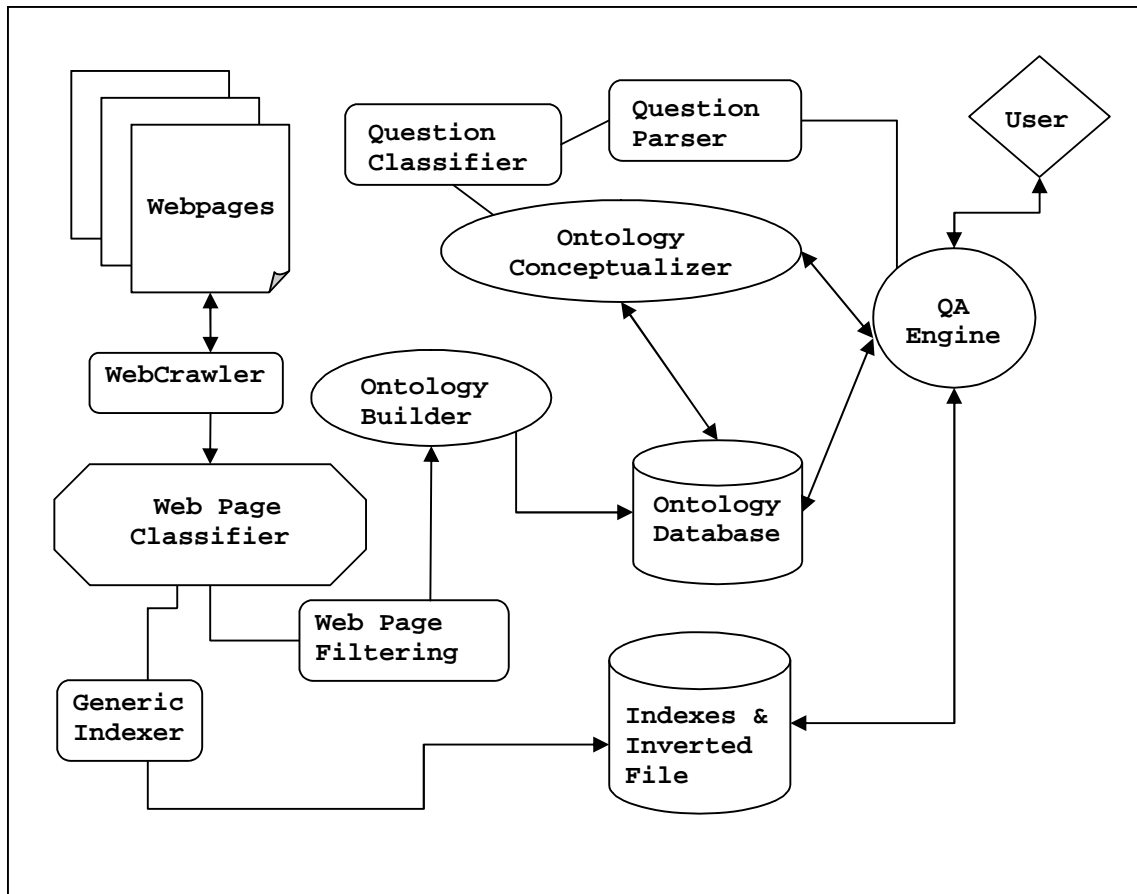 Webpages
Question
Classifier
Question
Parser
User
Ontology
Conceptualizer
QA
Engine
WebCrawler
Ontology
Builder
Web Page
Classifier
Ontology
Database
Web Page
Filtering
Generic
Indexer
Indexes &
Inverted
File